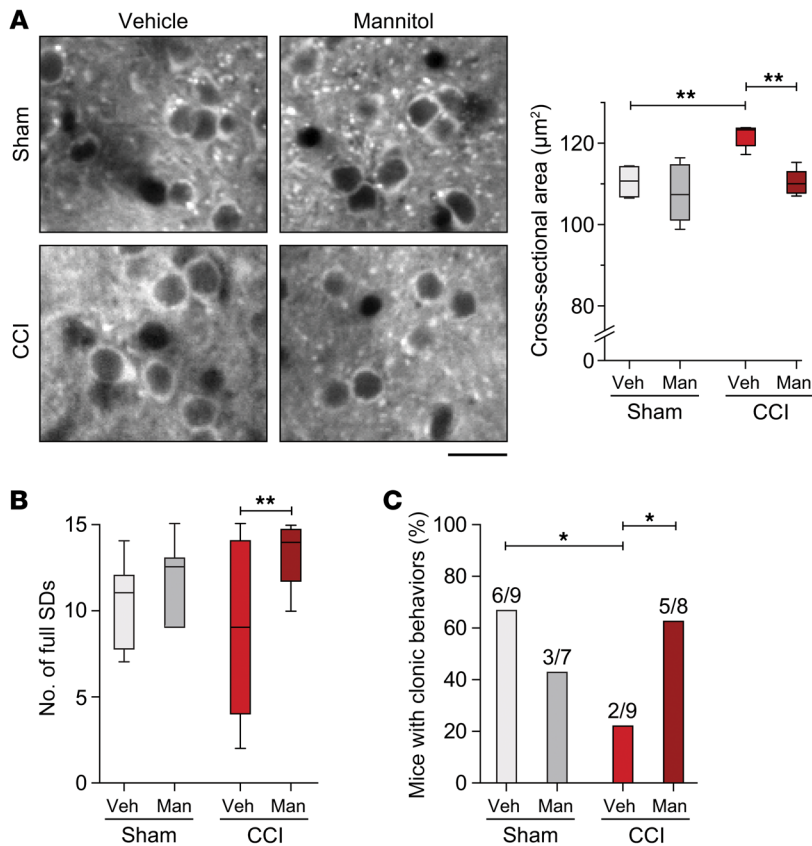 A
Vehicle
Mannitol
Sham
CCI
Cross-sectional area (µm²)
**
**
120
100
80
0
Veh
Man
Veh
Man
Sham
CCI
B
No. of full SDs
**
15
10
5
0
Veh
Man
Veh
Man
Sham
CCI
C
Mice with clonic behaviors (%)
*
*
100
80
60
40
20
0
6/9
3/7
2/9
5/8
Veh
Man
Veh
Man
Sham
CCI